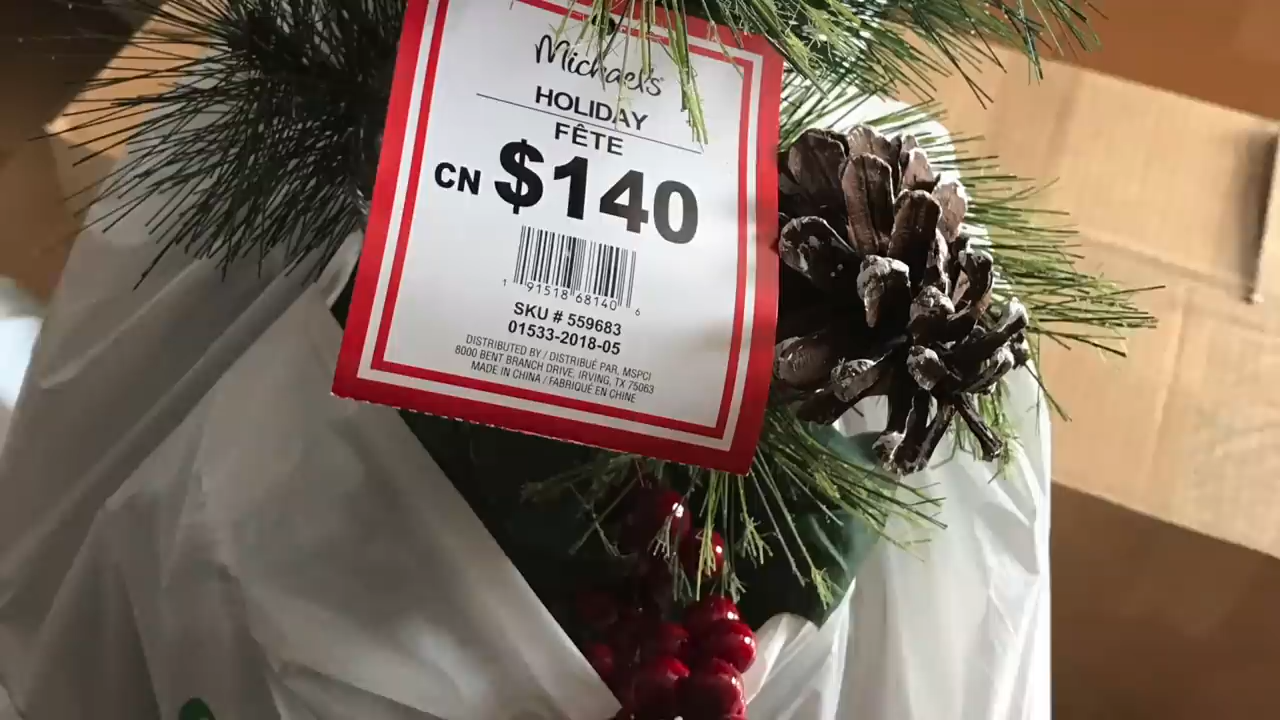 Michaels
HOLIDAY
FÊTE
CN $140
1 91518 68140 6
SKU # 559683
01533-2018-05
DISTRIBUTED BY / DISTRIBUÉ PAR, MSPCI
8000 BENT BRANCH DRIVE, IRVING, TX 75063
MADE IN CHINA / FABRIQUÉ EN CHINE